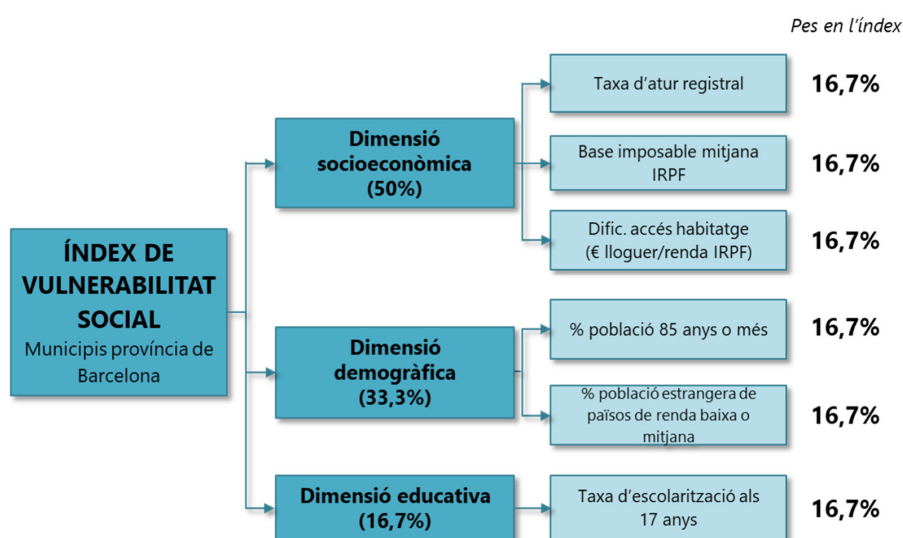 Pes en l'índex
Taxa d'atur registral
16,7%
Dimensió
socioeconòmica
(50%)
Base imposable mitjana
IRPF
16,7%
Dific. accés habitatge
(€ lloguer/renda IRPF)
16,7%
ÍNDEX DE
VULNERABILITAT
SOCIAL
Municipis província de
Barcelona
Dimensió
demogràfica
(33,3%)
% població 85 anys o més
16,7%
% població estrangera de
països de renda baixa o
mitjana
16,7%
Dimensió educativa
(16,7%)
Taxa d'escolarització als
17 anys
16,7%